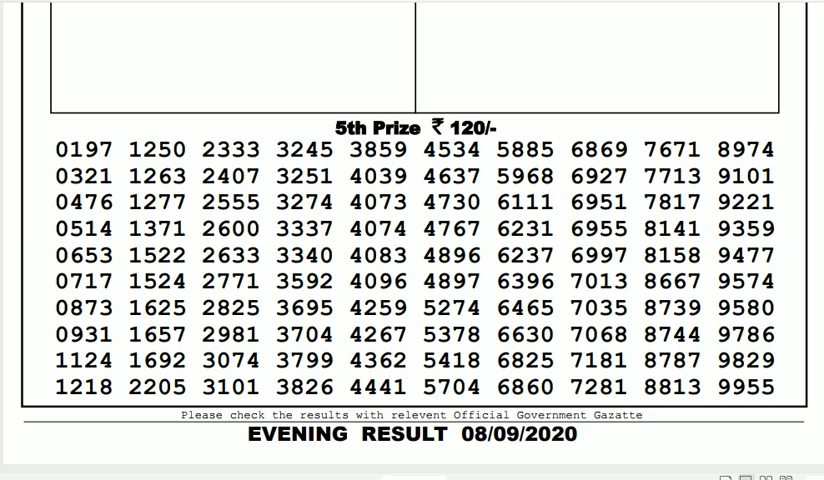 5th Prize ₹ 120/-
0197 1250 2333 3245 3859 4534 5885 6869 7671 8974
0321 1263 2407 3251 4039 4637 5968 6927 7713 9101
0476 1277 2555 3274 4073 4730 6111 6951 7817 9221
0514 1371 2600 3337 4074 4767 6231 6955 8141 9359
0653 1522 2633 3340 4083 4896 6237 6997 8158 9477
0717 1524 2771 3592 4096 4897 6396 7013 8667 9574
0873 1625 2825 3695 4259 5274 6465 7035 8739 9580
0931 1657 2981 3704 4267 5378 6630 7068 8744 9786
1124 1692 3074 3799 4362 5418 6825 7181 8787 9829
1218 2205 3101 3826 4441 5704 6860 7281 8813 9955
Please check the results with relevent Official Government Gazatte
EVENING RESULT 08/09/2020